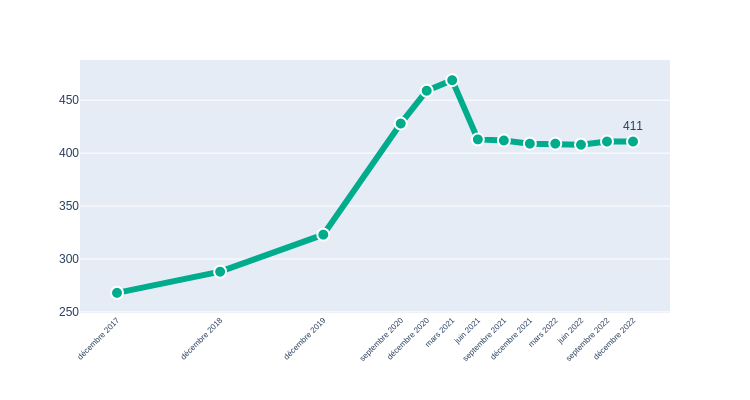 450
400
350
300
250
411
décembre 2017
décembre 2018
décembre 2019
septembre 2020
décembre 2020
mars 2021
juin 2021
septembre 2021
décembre 2021
mars 2022
juin 2022
septembre 2022
décembre 2022